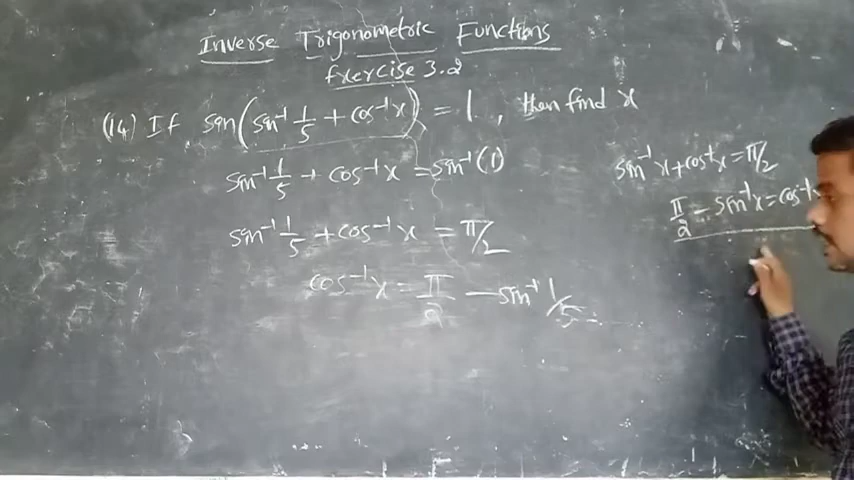 Inverse Trigonometric Functions
Exercise 3.2
(14) If sin(sin⁻¹ 1/5 + cos⁻¹x) = 1, then find x
sin⁻¹ 1/5 + cos⁻¹x = sin⁻¹(1)
sin⁻¹ 1/5 + cos⁻¹x = π/2
cos⁻¹x = π/2 - sin⁻¹ 1/5
sin⁻¹x + cos⁻¹x = π/2
π/2 - sin⁻¹x = cos⁻¹x